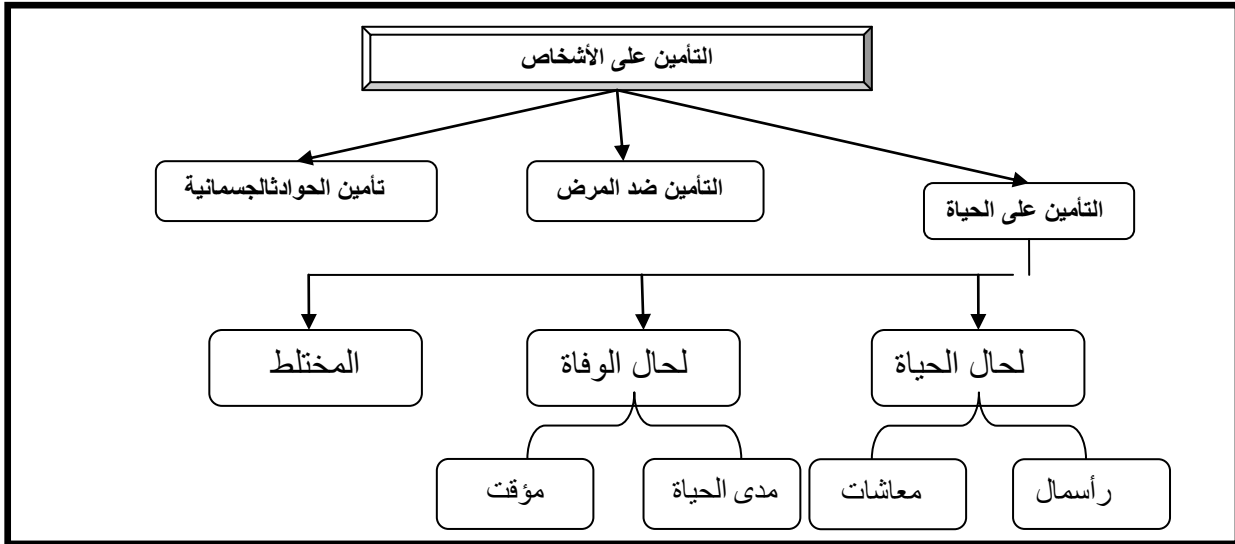 التأمين على الأشخاص
التأمين على الحياة
التأمين ضد المرض
تأمين الحوادثالجسمانية
لحال الحياة
لحال الوفاة
المختلط
رأسمال
معاشات
مدى الحياة
مؤقت